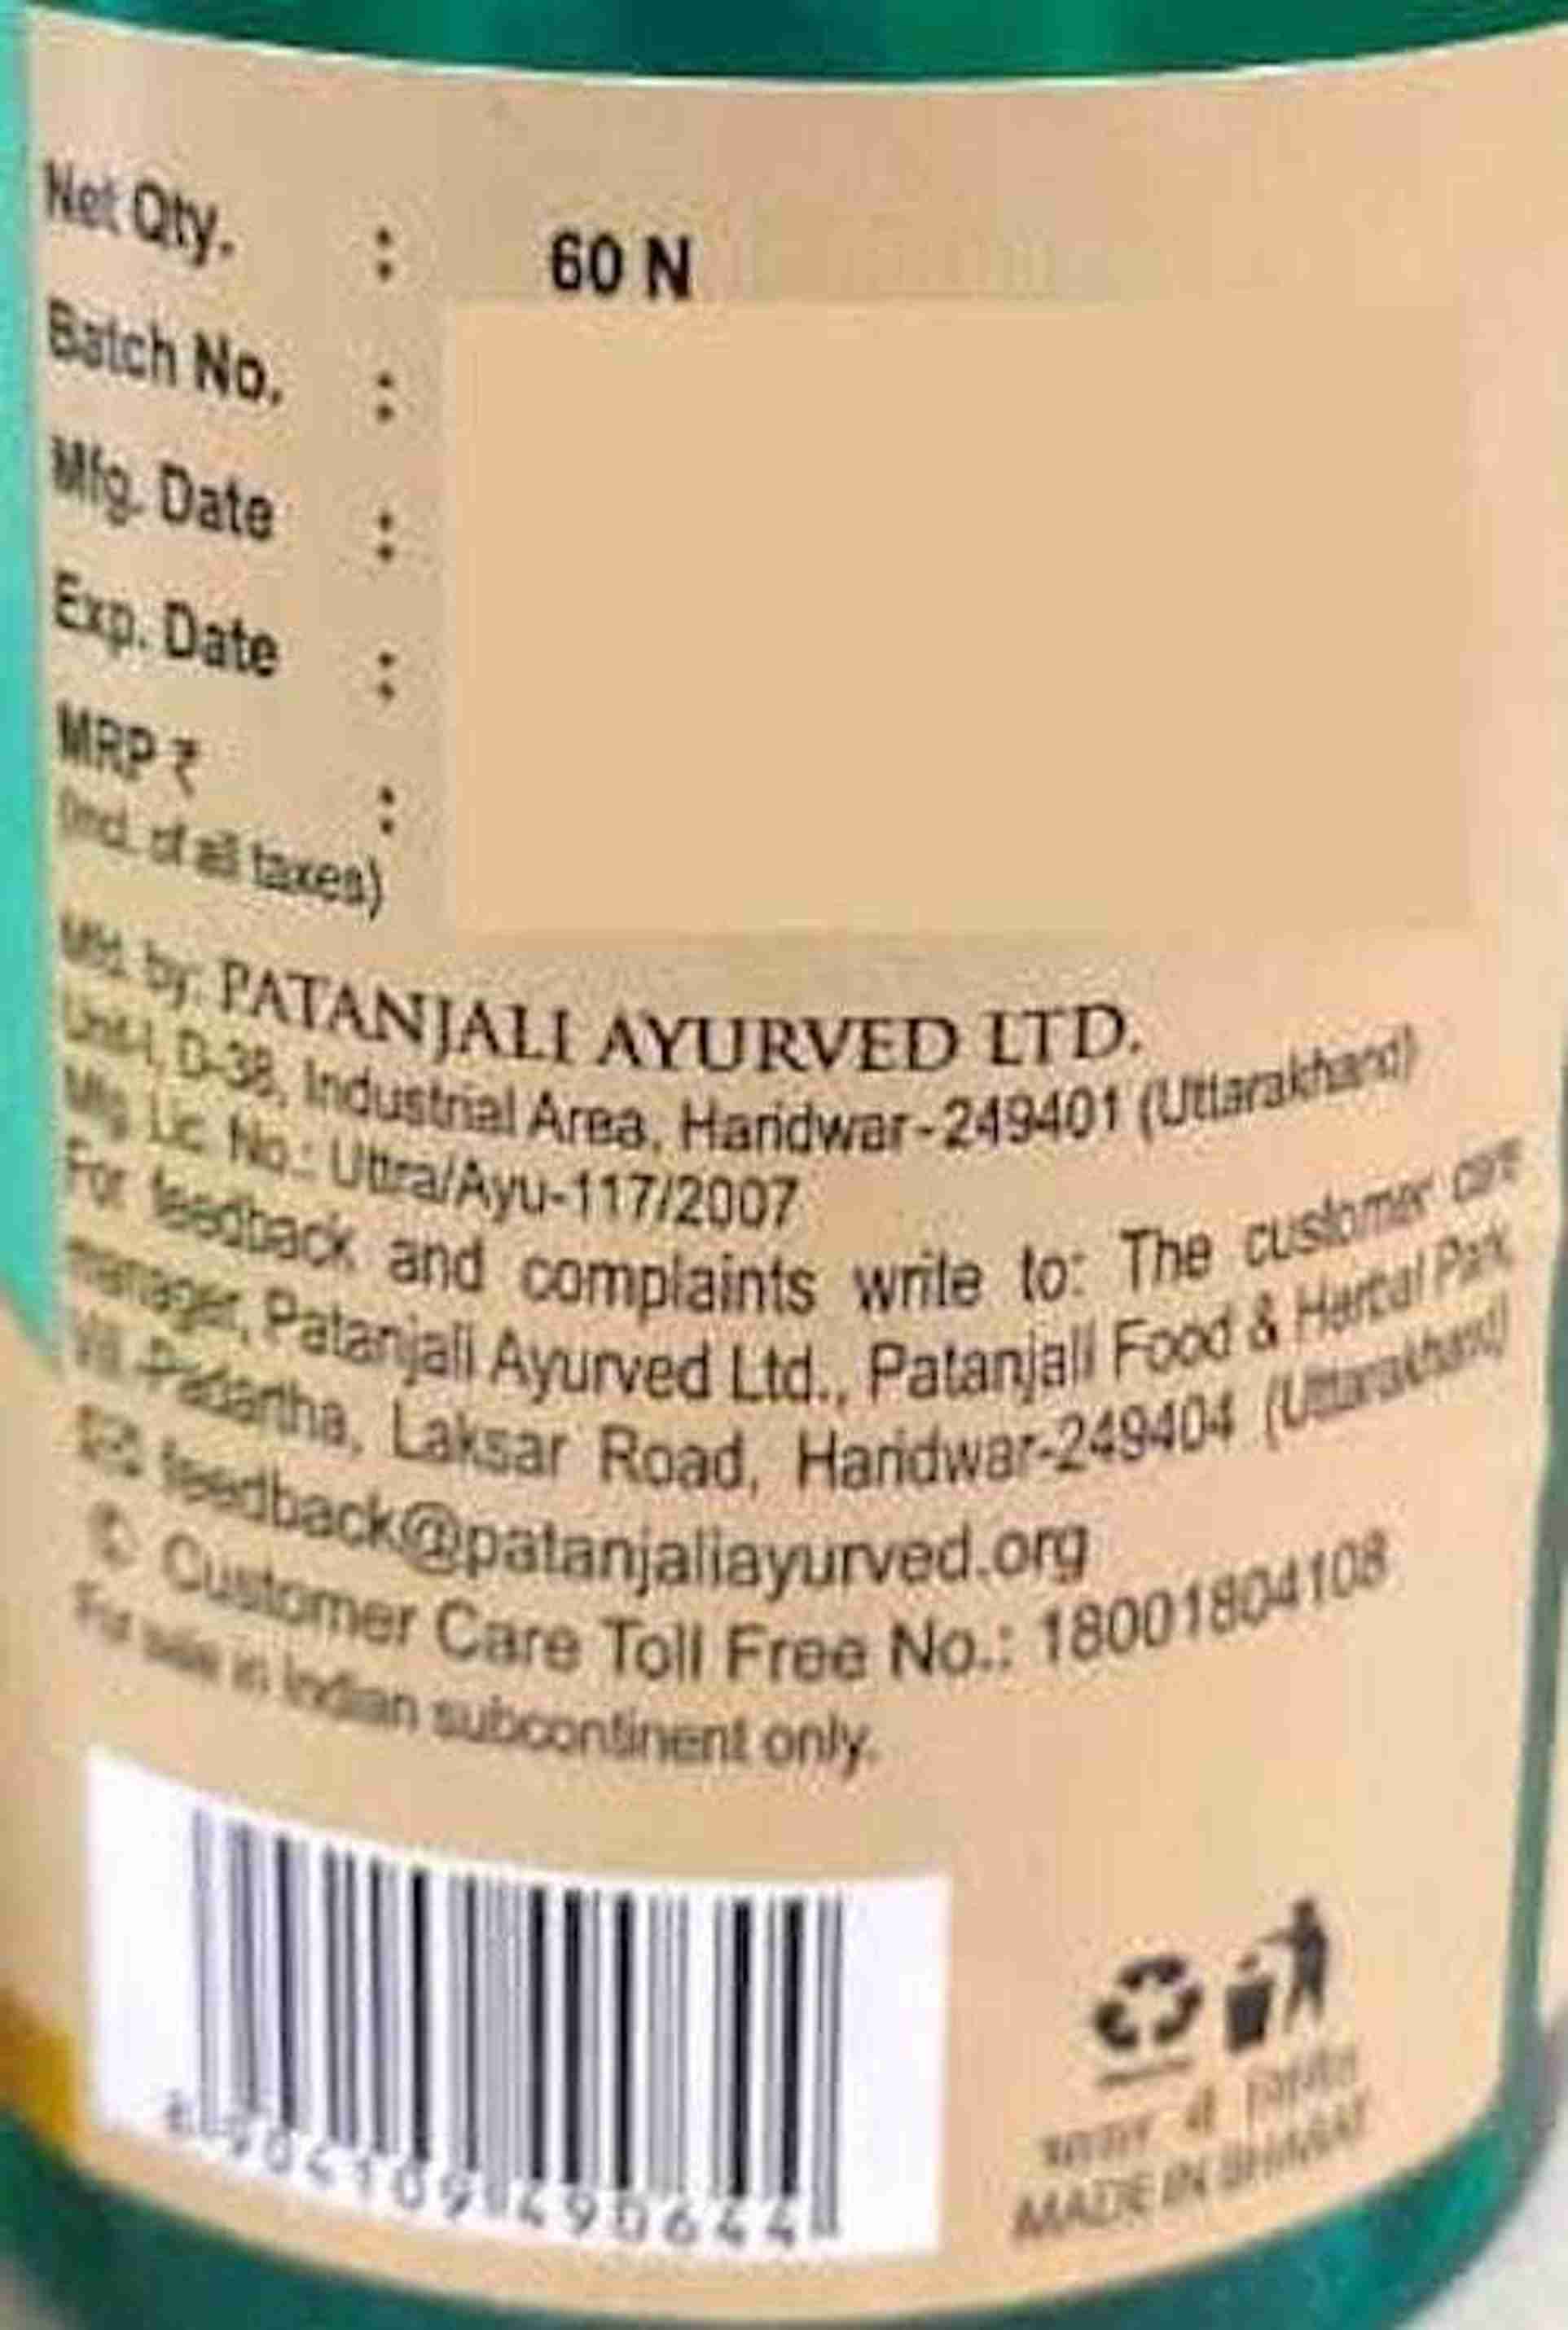 Net Qty. : 60 N
Batch No. :
Mfg. Date :
Exp. Date :
MRP ₹ :
(incl. of all taxes)
Mfd. by: PATANJALI AYURVED LTD.
Unit-I, D-38, Industrial Area, Haridwar-249401 (Uttarakhand)
Mfg. Lic. No.: Uttra/Ayu-117/2007
For feedback and complaints write to: The customer care
manager, Patanjali Ayurved Ltd., Patanjali Food & Herbal Park,
Vill-Padartha, Laksar Road, Haridwar-249404 (Uttarakhand)
feedback@patanjaliayurved.org
Customer Care Toll Free No.: 18001804108
For sale in Indian subcontinent only.
8 904109 490644
MADE IN BHARAT